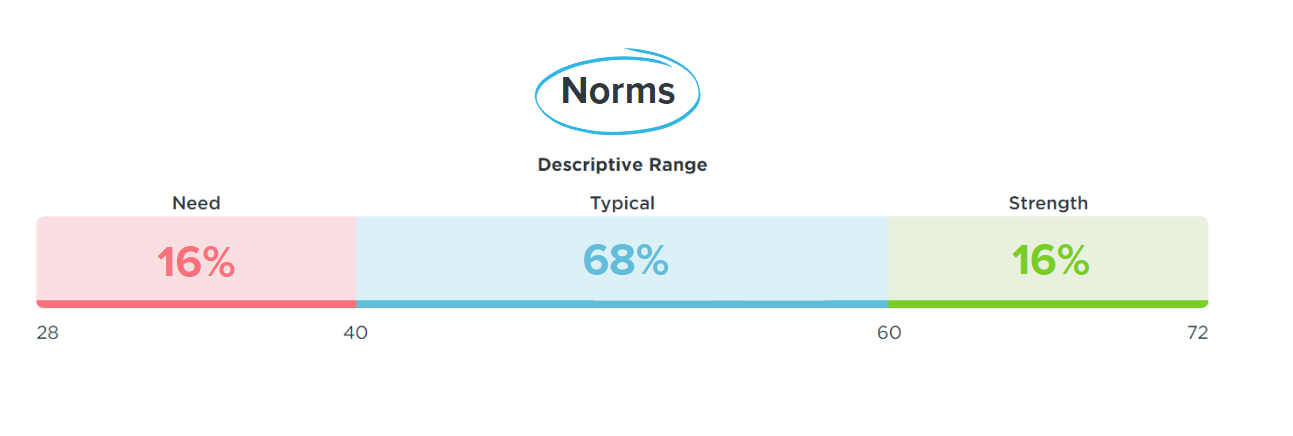 Norms
Descriptive Range
Need Typical Strength
16% 68% 16%
28 40 60 72